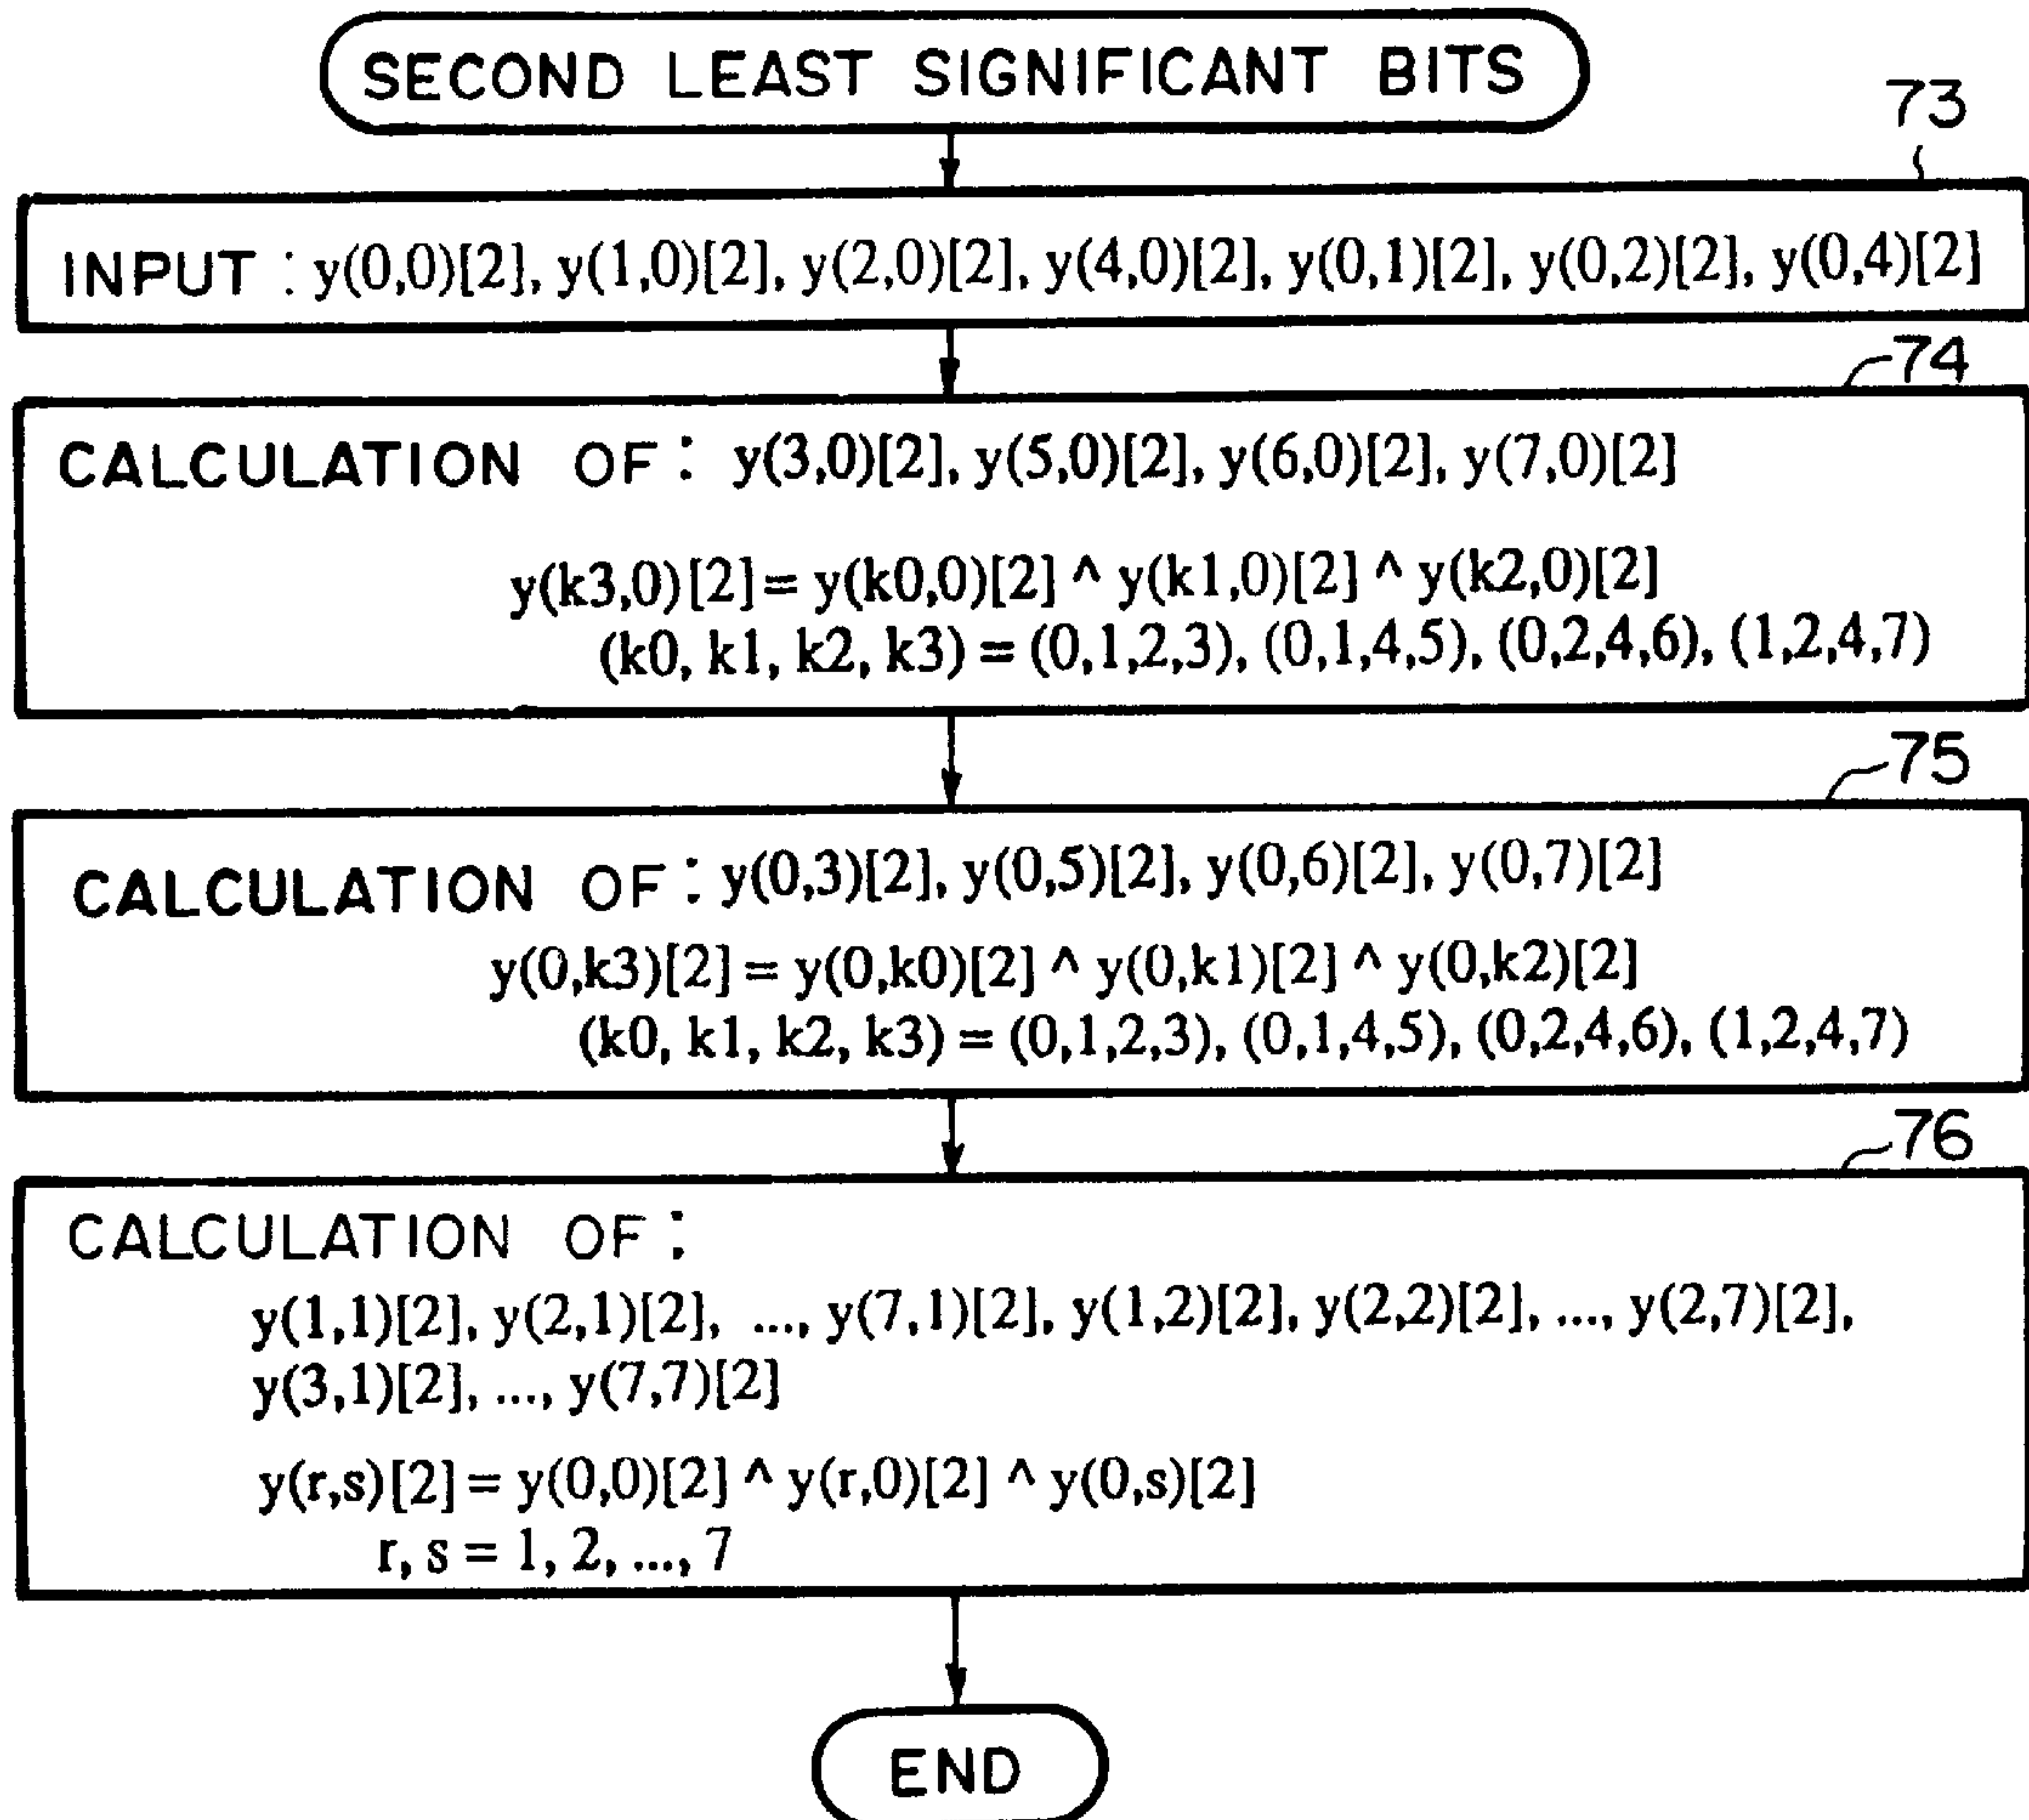 SECOND LEAST SIGNIFICANT BITS
73
INPUT : y(0,0)[2], y(1,0)[2], y(2,0)[2], y(4,0)[2], y(0,1)[2], y(0,2)[2], y(0,4)[2]
74
CALCULATION OF : y(3,0)[2], y(5,0)[2], y(6,0)[2], y(7,0)[2]
y(k3,0)[2] = y(k0,0)[2] ^ y(k1,0)[2] ^ y(k2,0)[2]
(k0, k1, k2, k3) = (0,1,2,3), (0,1,4,5), (0,2,4,6), (1,2,4,7)
75
CALCULATION OF : y(0,3)[2], y(0,5)[2], y(0,6)[2], y(0,7)[2]
y(0,k3)[2] = y(0,k0)[2] ^ y(0,k1)[2] ^ y(0,k2)[2]
(k0, k1, k2, k3) = (0,1,2,3), (0,1,4,5), (0,2,4,6), (1,2,4,7)
76
CALCULATION OF :
y(1,1)[2], y(2,1)[2], ..., y(7,1)[2], y(1,2)[2], y(2,2)[2], ..., y(2,7)[2],
y(3,1)[2], ..., y(7,7)[2]
y(r,s)[2] = y(0,0)[2] ^ y(r,0)[2] ^ y(0,s)[2]
r, s = 1, 2, ..., 7
END